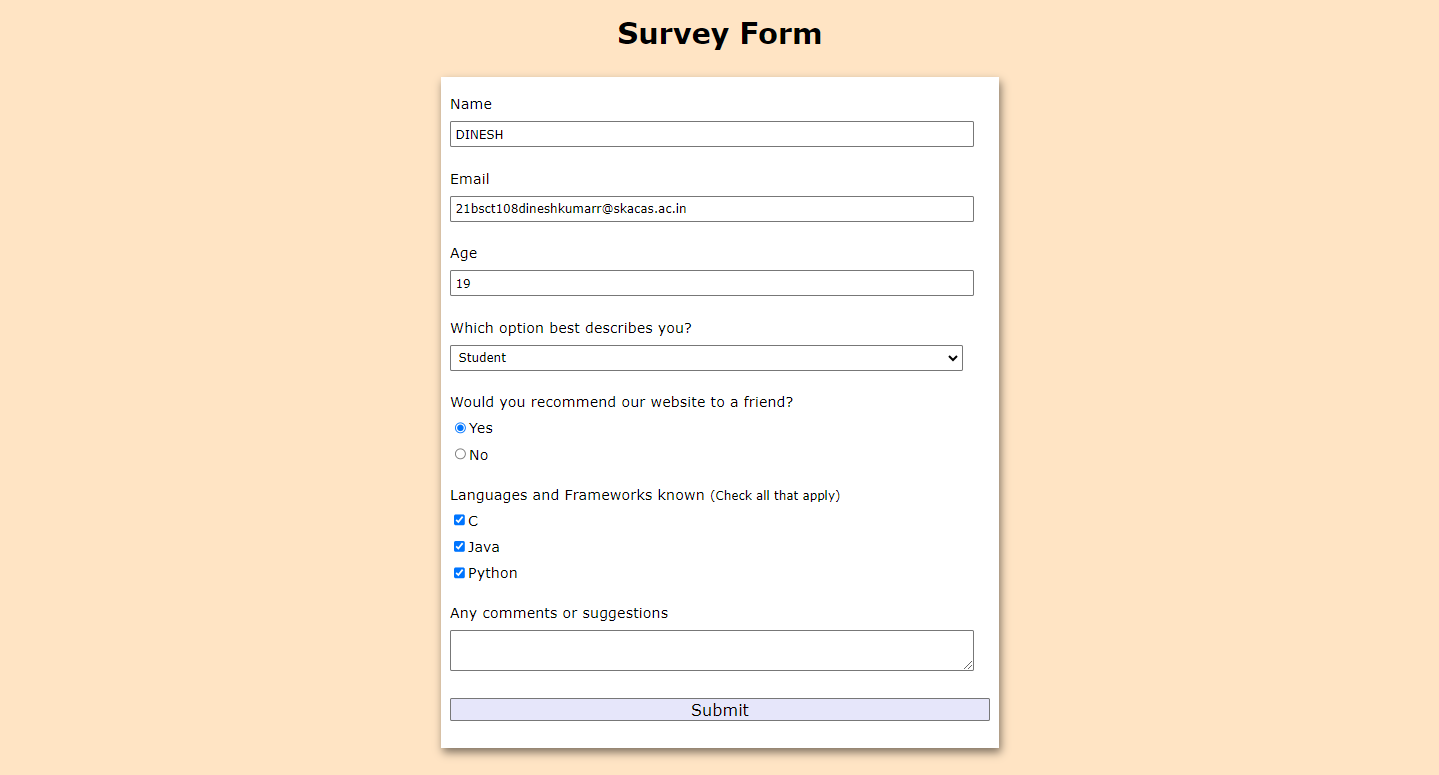 Survey Form
Name
DINESH
Email
21bsct108dineshkumarr@skacas.ac.in
Age
19
Which option best describes you?
Student
Would you recommend our website to a friend?
Yes
No
Languages and Frameworks known (Check all that apply)
C
Java
Python
Any comments or suggestions
Submit